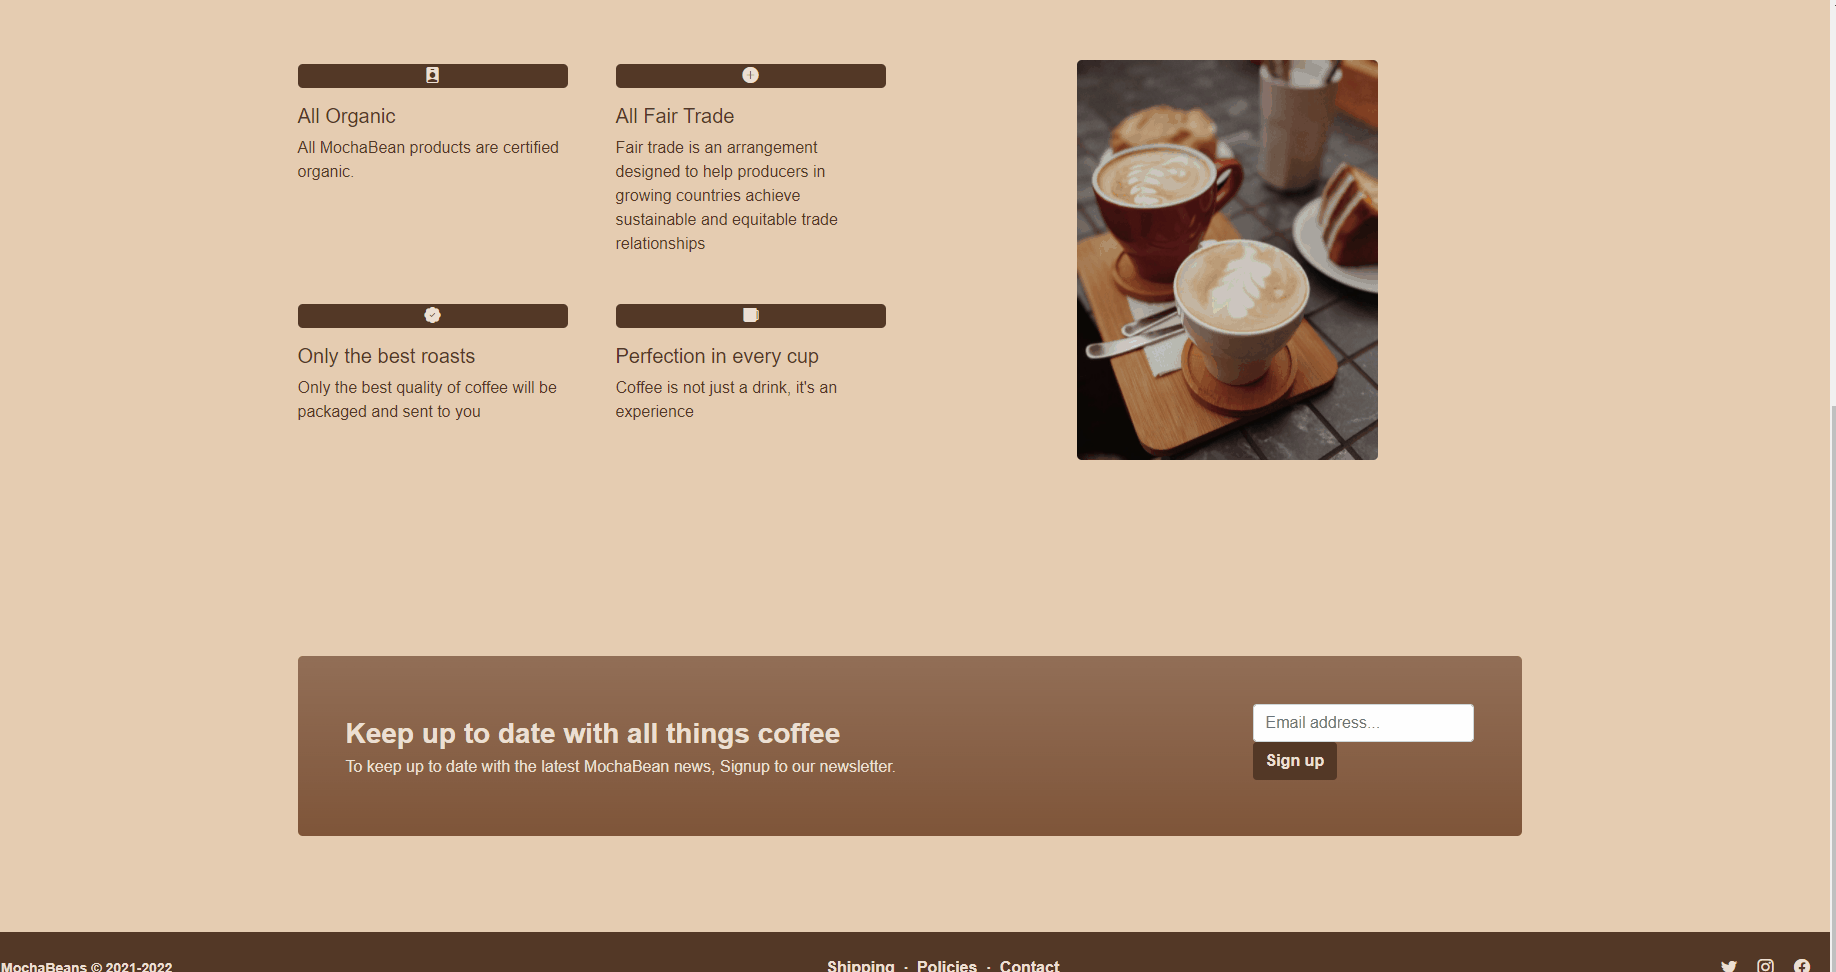 All Organic
All MochaBean products are certified
organic.
All Fair Trade
Fair trade is an arrangement
designed to help producers in
growing countries achieve
sustainable and equitable trade
relationships
Only the best roasts
Only the best quality of coffee will be
packaged and sent to you
Perfection in every cup
Coffee is not just a drink, it's an
experience
Keep up to date with all things coffee
To keep up to date with the latest MochaBean news, Signup to our newsletter.
Email address...
Sign up
MochaBeans © 2021-2022
Shipping · Policies · Contact